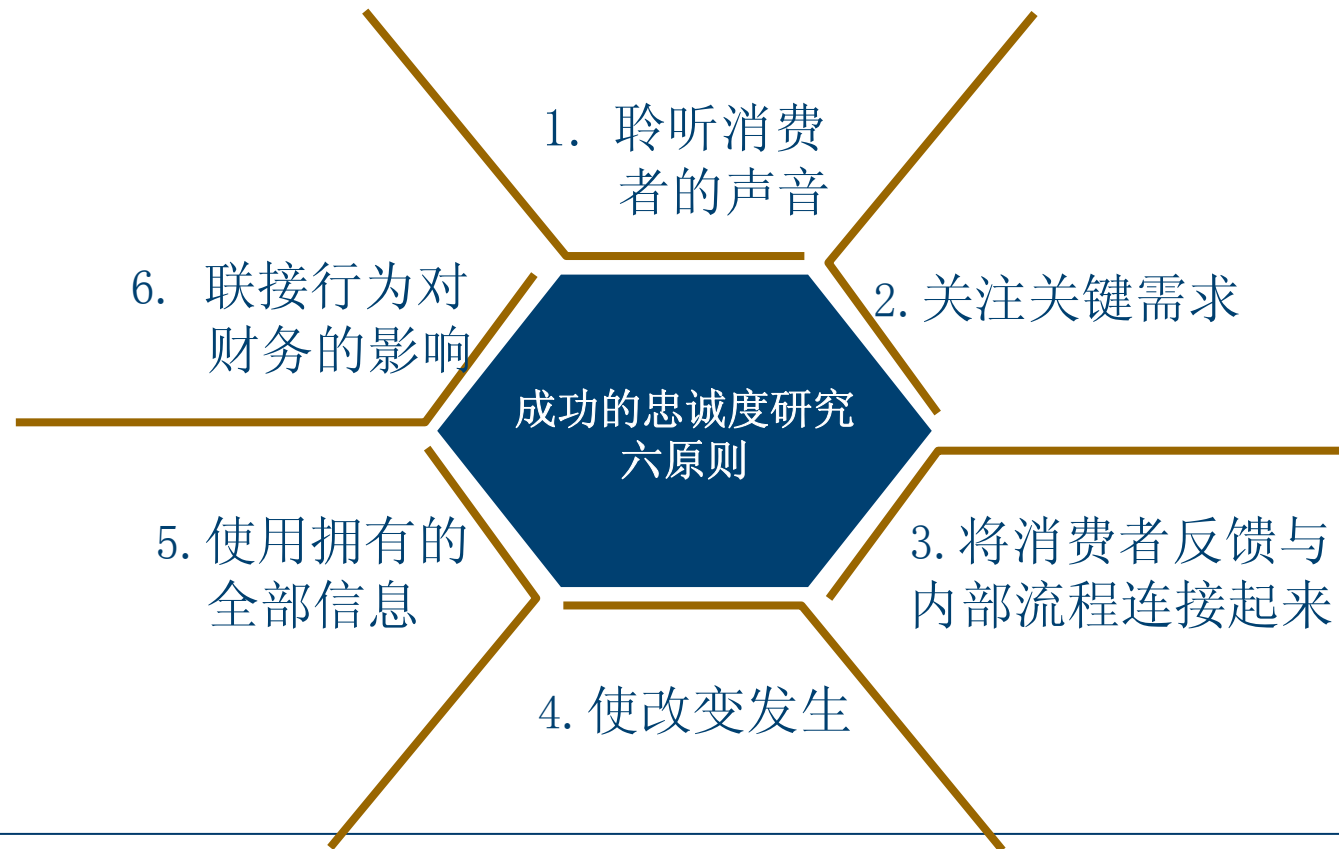 1. 聆听消费
者的声音
2.关注关键需求
3.将消费者反馈与
内部流程连接起来
4.使改变发生
5.使用拥有的
全部信息
6. 联接行为对
财务的影响
成功的忠诚度研究
六原则